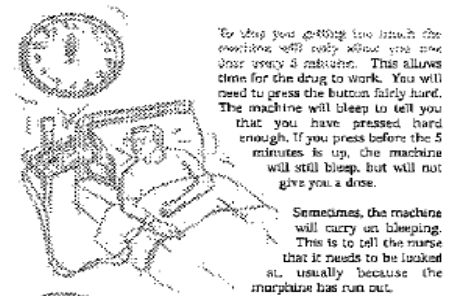 To stop you getting too much the
machine will only allow you one
dose every 5 minutes. This allows
time for the drug to work. You will
need to press the button fairly hard.
The machine will bleep to tell you
that you have pressed hard
enough. If you press before the 5
minutes is up, the machine
will still bleep, but will not
give you a dose.
Sometimes, the machine
will carry on bleeping.
This is to tell the nurse
that it needs to be looked
at, usually because the
morphine has run out.